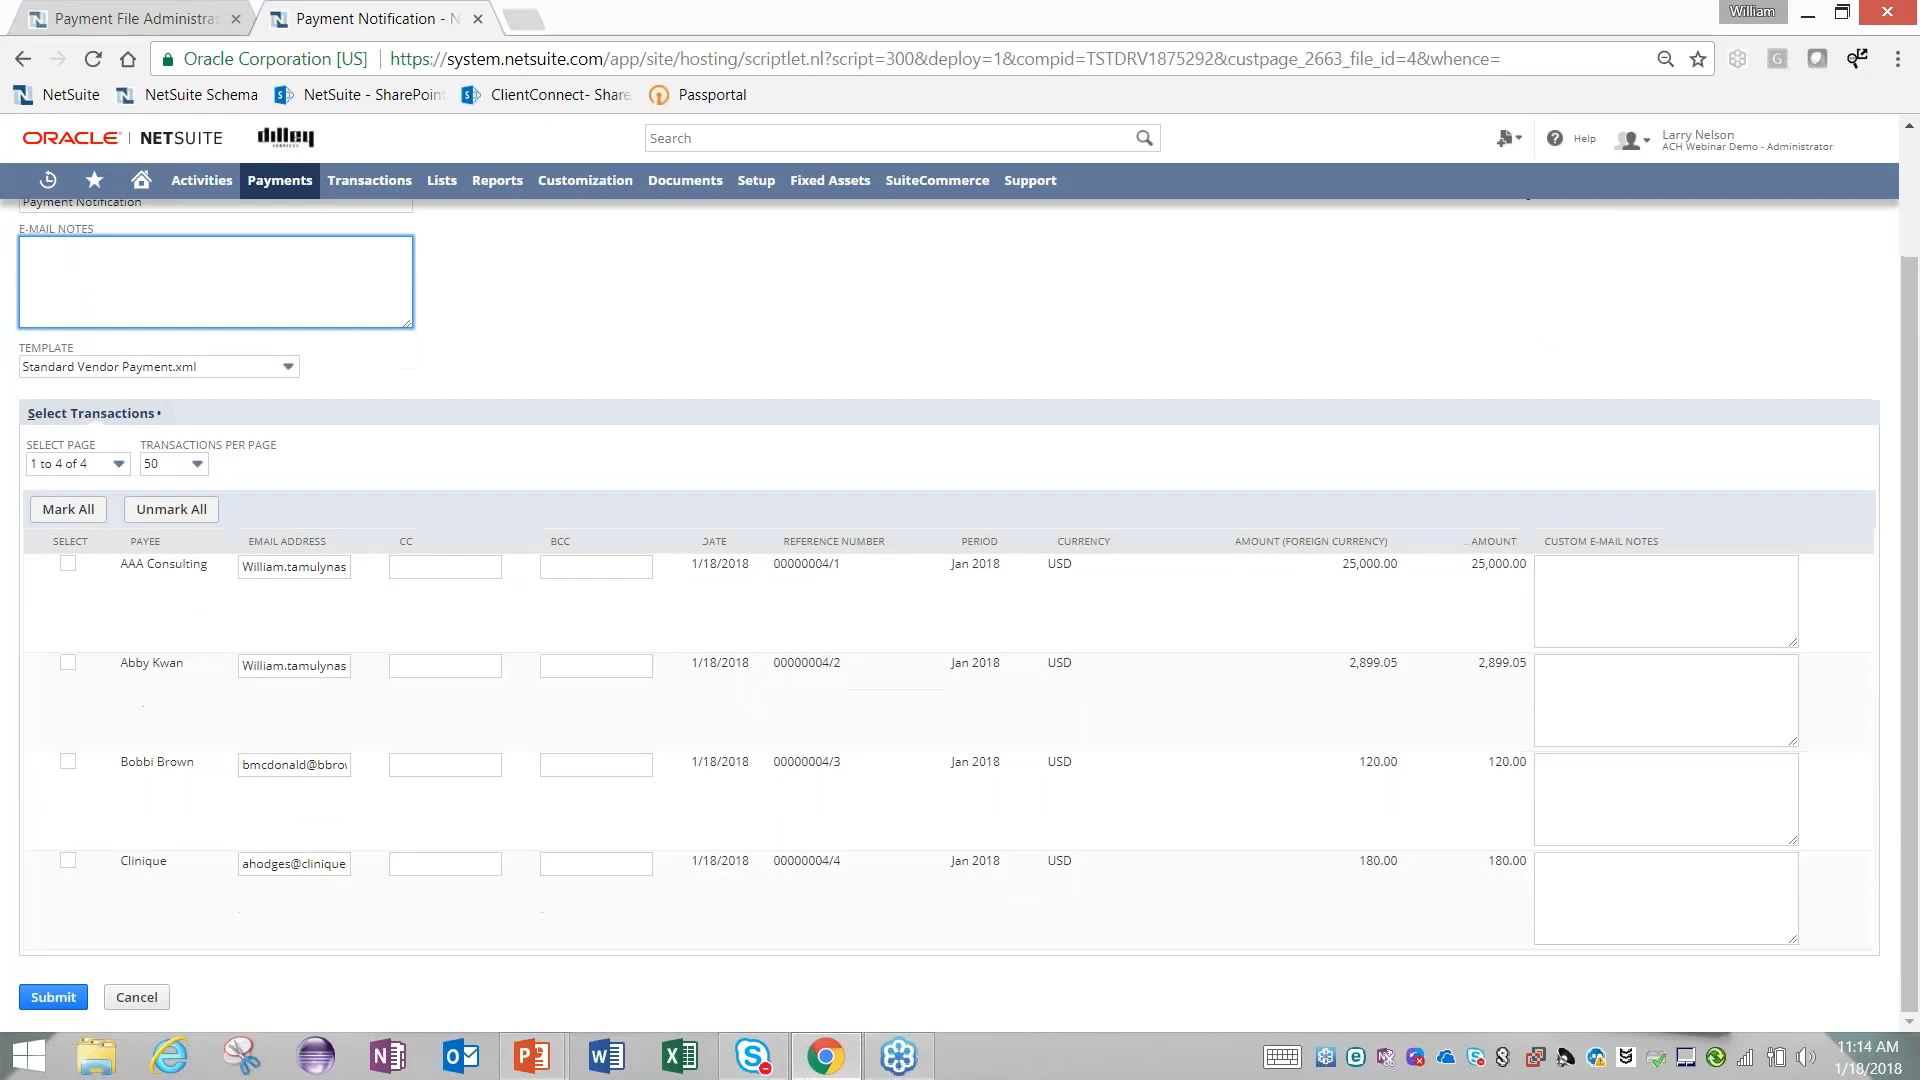 Payment File Administrat
Payment Notification - N
William
Oracle Corporation [US] https://system.netsuite.com/app/site/hosting/scriptlet.nl?script=300&deploy=1&compid=TSTDRV1875292&custpage_2663_file_id=4&whence=
NetSuite NetSuite Schema NetSuite - SharePoint ClientConnect- Share Passportal
ORACLE | NETSUITE dilley SERVICES
Search
Help
Larry Nelson
ACH Webinar Demo - Administrator
Activities Payments Transactions Lists Reports Customization Documents Setup Fixed Assets SuiteCommerce Support
Payment Notification
E-MAIL NOTES
TEMPLATE
Standard Vendor Payment.xml
Select Transactions •
SELECT PAGE TRANSACTIONS PER PAGE
1 to 4 of 4 50
Mark All Unmark All
SELECT PAYEE EMAIL ADDRESS CC BCC DATE REFERENCE NUMBER PERIOD CURRENCY AMOUNT (FOREIGN CURRENCY) AMOUNT CUSTOM E-MAIL NOTES
AAA Consulting William.tamulynas 1/18/2018 00000004/1 Jan 2018 USD 25,000.00 25,000.00
Abby Kwan William.tamulynas 1/18/2018 00000004/2 Jan 2018 USD 2,899.05 2,899.05
Bobbi Brown bmcdonald@bbrov 1/18/2018 00000004/3 Jan 2018 USD 120.00 120.00
Clinique ahodges@clinique 1/18/2018 00000004/4 Jan 2018 USD 180.00 180.00
Submit Cancel
11:14 AM
1/18/2018